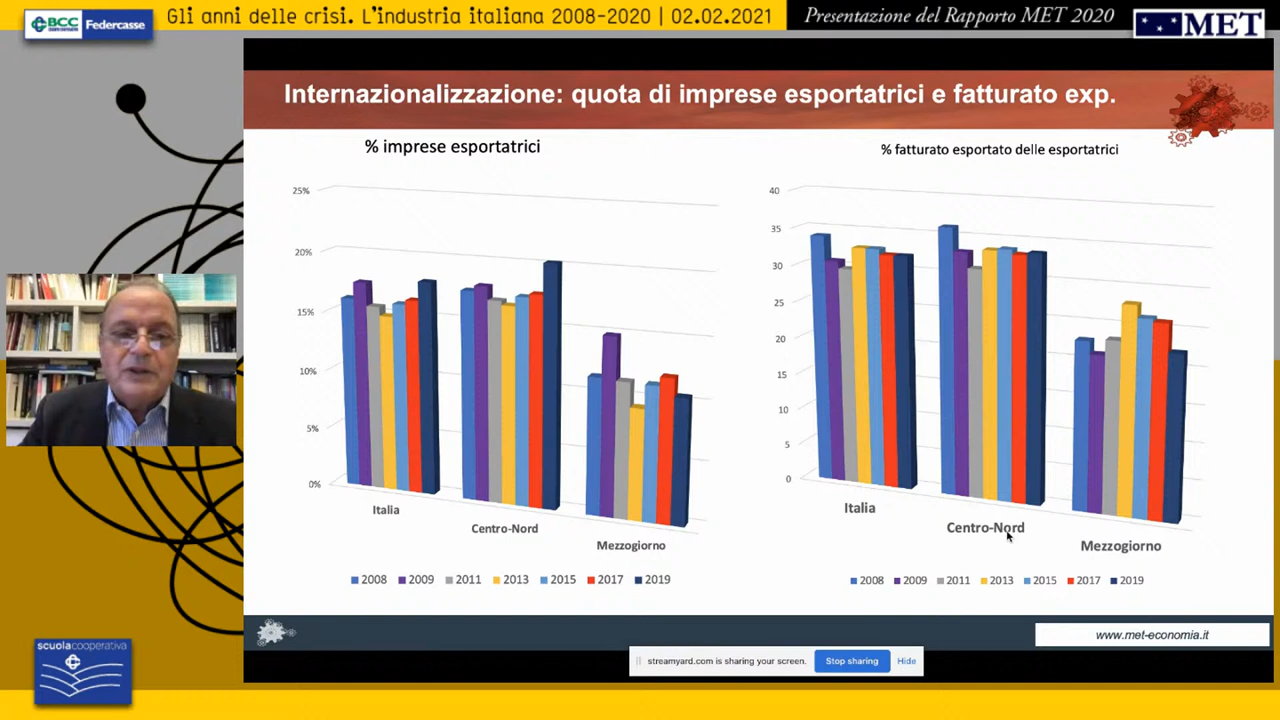 BCC
CREDITO COOPERATIVO
Federcasse
Gli anni delle crisi. L'industria italiana 2008-2020 | 02.02.2021
Presentazione del Rapporto MET 2020
MET
Internazionalizzazione: quota di imprese esportatrici e fatturato exp.
% imprese esportatrici
25%
20%
15%
10%
5%
0%
Italia
Centro-Nord
Mezzogiorno
2008 2009 2011 2013 2015 2017 2019
% fatturato esportato delle esportatrici
40
35
30
25
20
15
10
5
0
Italia
Centro-Nord
Mezzogiorno
2008 2009 2011 2013 2015 2017 2019
www.met-economia.it
streamyard.com is sharing your screen. Stop sharing Hide
scuolacooperativa